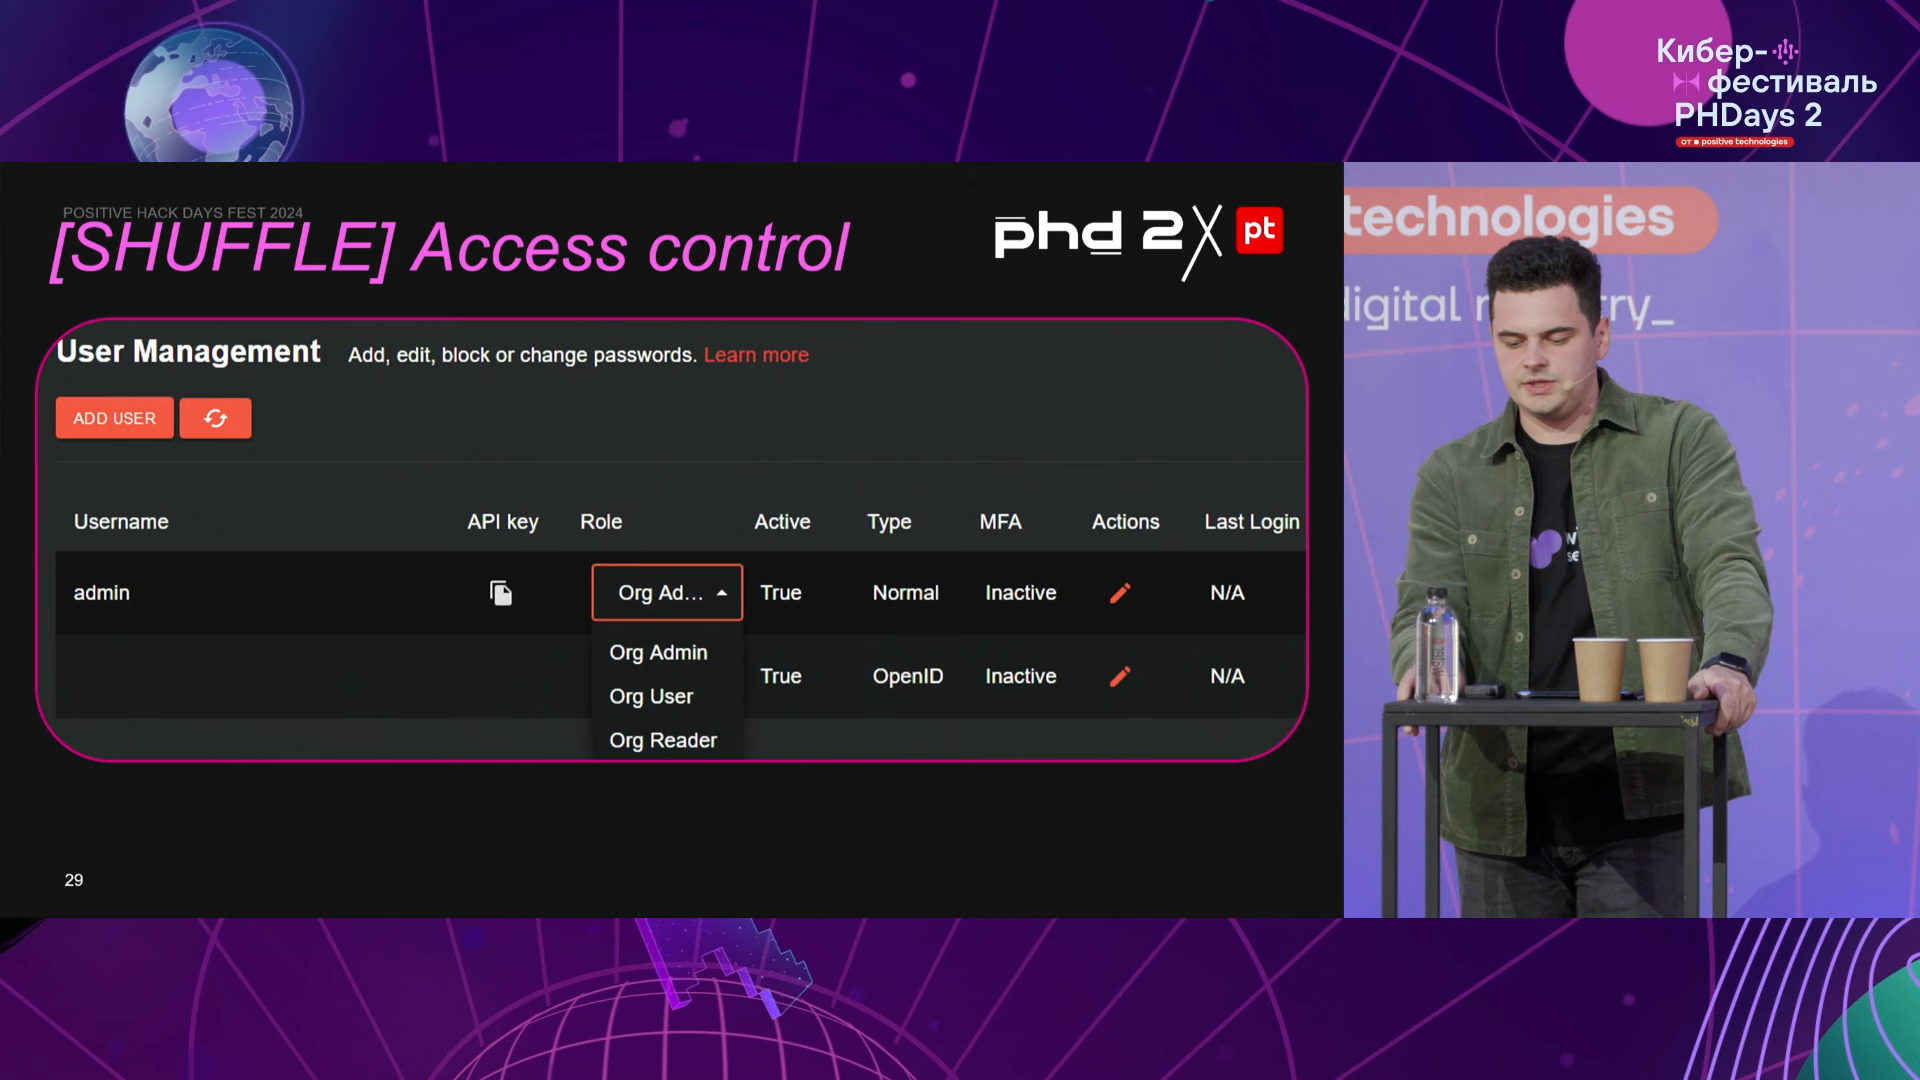 Кибер-
фестиваль
PHDays 2
от positive technologies
POSITIVE HACK DAYS FEST 2024
[SHUFFLE] Access control
phd 2
pt
User Management Add, edit, block or change passwords. Learn more
ADD USER
Username API key Role Active Type MFA Actions Last Login
admin Org Ad... True Normal Inactive N/A
Org Admin
True OpenID Inactive N/A
Org User
Org Reader
29
technologies
digital
ry_